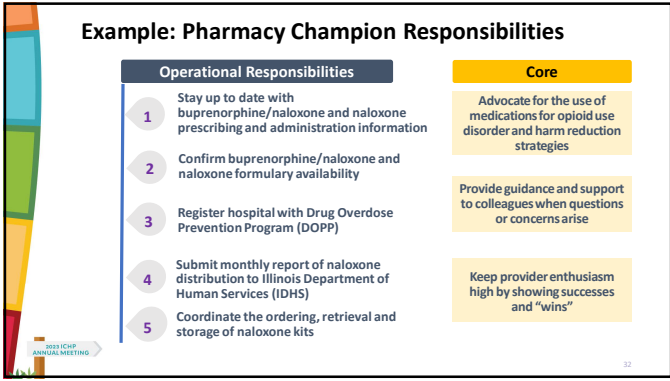 Example: Pharmacy Champion Responsibilities
Operational Responsibilities
1
Stay up to date with
buprenorphine/naloxone and naloxone
prescribing and administration information
2
Confirm buprenorphine/naloxone and
naloxone formulary availability
3
Register hospital with Drug Overdose
Prevention Program (DOPP)
4
Submit monthly report of naloxone
distribution to Illinois Department of
Human Services (IDHS)
5
Coordinate the ordering, retrieval and
storage of naloxone kits
Core
Advocate for the use of
medications for opioid use
disorder and harm reduction
strategies
Provide guidance and support
to colleagues when questions
or concerns arise
Keep provider enthusiasm
high by showing successes
and “wins”
2023 ICHP
ANNUAL MEETING
32